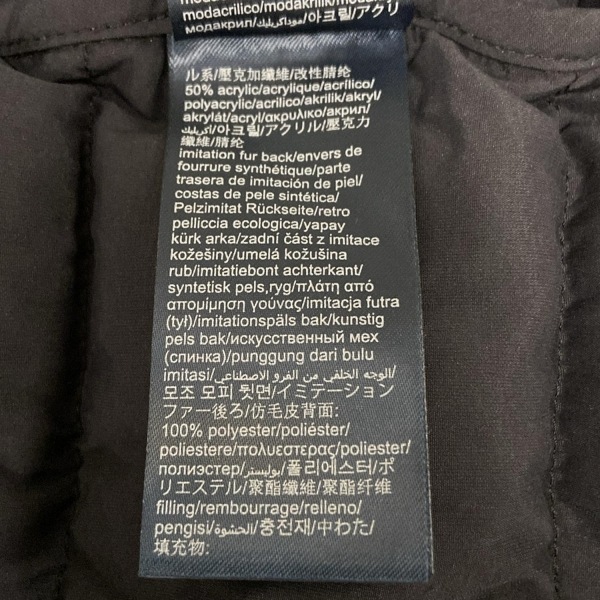 modacrilico/modakrilik/modakryl/
модакрил/موداكريليك/아크릴/アクリ
ル系/壓克加纖維/改性腈纶
50% acrylic/acrylique/acrílico/
polyacryl/acrilico/akrilik/akryl/
akrylát/acryl/ακρυλικο/акрил/
اكريليك/아크릴/アクリル/壓克力
纖維/腈纶
imitation fur back/envers de
fourrure synthétique/parte
trasera de imitación de piel/
costas de pele sintética/
Pelzimitat Rückseite/retro
pelliccia ecologica/yapay
kürk arka/zadní část z imitace
kožešiny/umelá kožušina
rub/imitatiebont achterkant/
syntetisk pels,ryg/πλάτη από
απομίμηση γούνας/imitacja futra
(tył)/imitationspäls bak/kunstig
pels bak/искусственный мех
(спинка)/punggung dari bulu
imitasi/الوجه الخلفي من الفرو الاصطناعي/
모조 모피 뒷면/イミテーション
ファー後ろ/仿毛皮背面:
100% polyester/poliéster/
poliestere/πολυεστερας/poliester/
полиэстер/بوليستر/폴리에스터/ポ
リエステル/聚酯纖維/聚酯纤维
filling/rembourrage/relleno/
pengisi/الحشوة/충전재/中わた/
填充物: